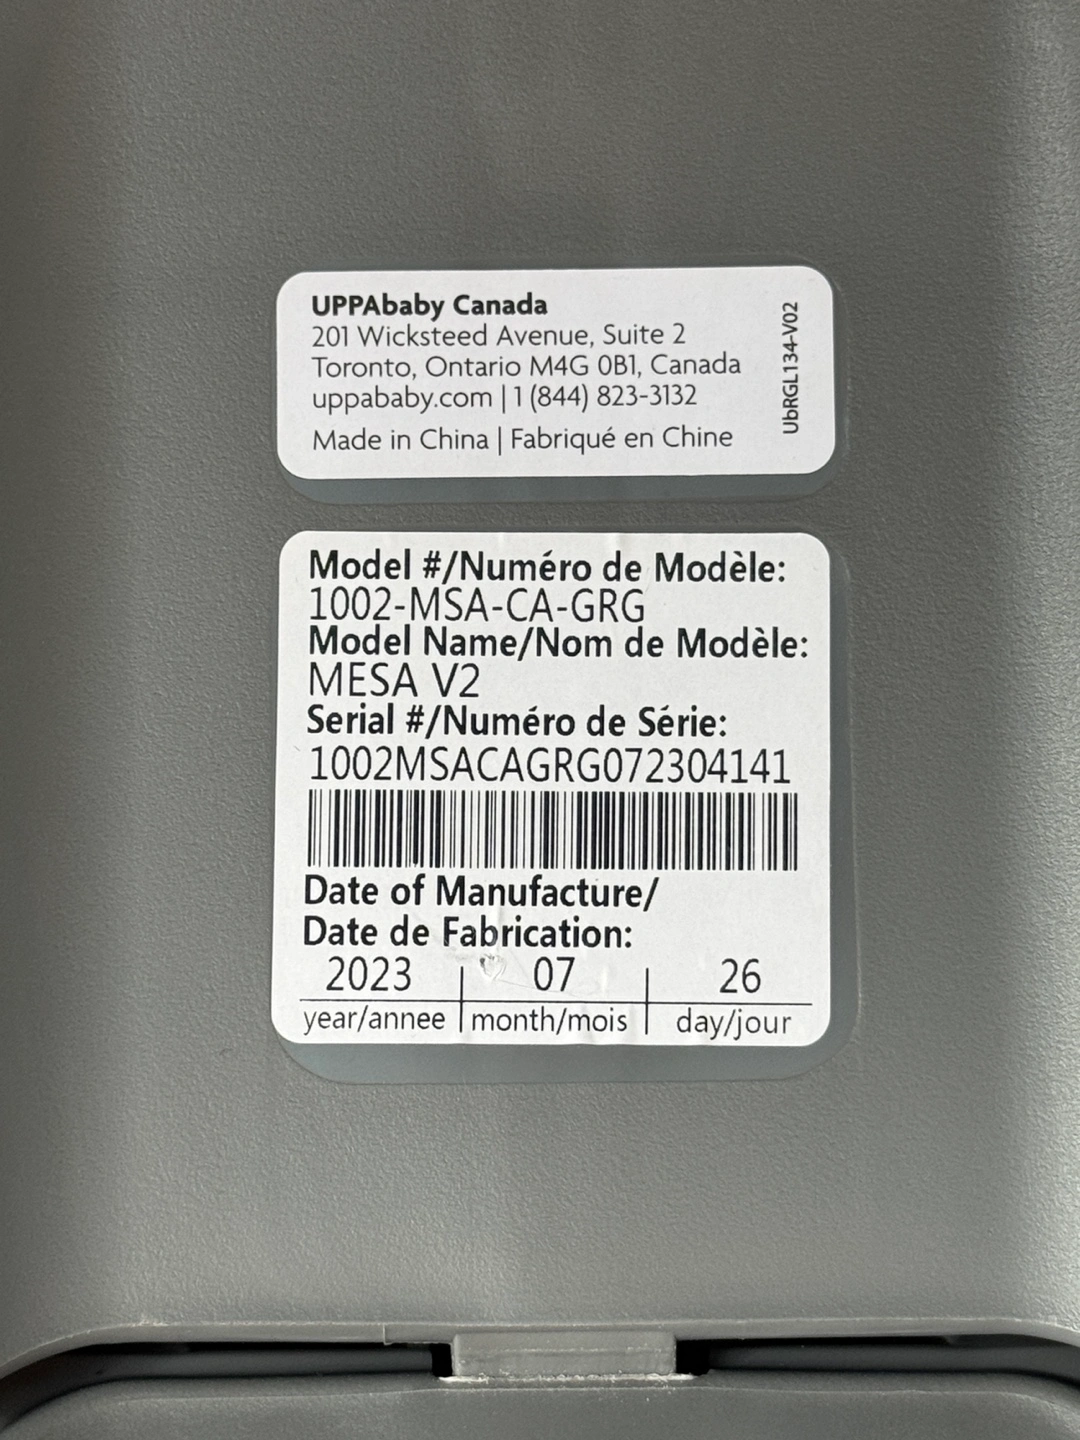 UPPAbaby Canada
201 Wicksteed Avenue, Suite 2
Toronto, Ontario M4G 0B1, Canada
uppababy.com | 1 (844) 823-3132
Made in China | Fabriqué en Chine
UbRGL134-V02
Model #/Numéro de Modèle:
1002-MSA-CA-GRG
Model Name/Nom de Modèle:
MESA V2
Serial #/Numéro de Série:
1002MSACAGRG072304141
Date of Manufacture/
Date de Fabrication:
2023 | 07 | 26
year/annee | month/mois | day/jour